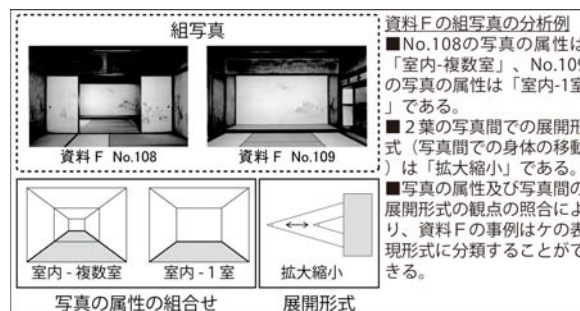 組写真
資料 F No.108
資料 F No.109
室内 - 複数室
室内 - 1 室
拡大縮小
写真の属性の組合せ
展開形式
資料Fの組写真の分析例
■No.108の写真の属性は
「室内-複数室」、No.109
の写真の属性は「室内-1室
」である。
■２葉の写真間での展開形
式（写真間での身体の移動
）は「拡大縮小」である。
■写真の属性及び写真間の
展開形式の観点の照合によ
り、資料Fの事例はケの表
現形式に分類することがで
きる。